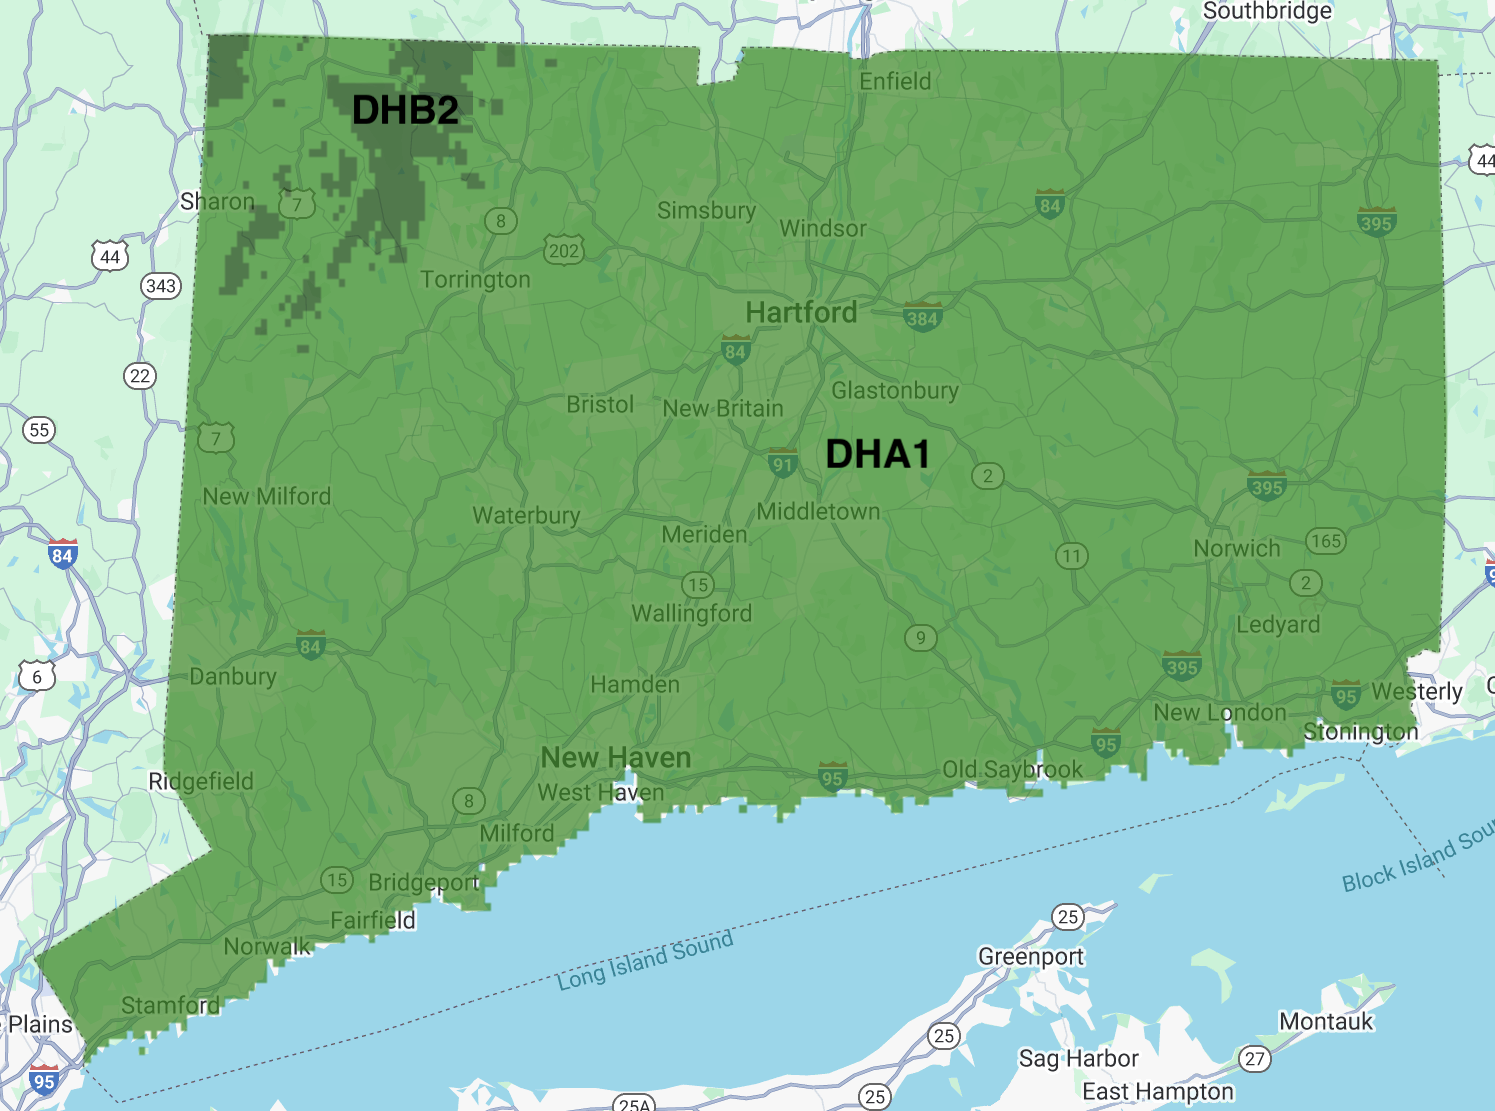 Southbridge
Enfield
DHB2
44
Sharon
7
8
Simsbury
Windsor
84
395
44
202
343
Torrington
Hartford
384
84
22
Bristol
New Britain
Glastonbury
55
7
91
DHA1
2
395
New Milford
Waterbury
Meriden
Middletown
84
11
Norwich
165
15
2
Wallingford
Ledyard
84
9
6
Danbury
Hamden
395
95
Westerly
New London
Stonington
New Haven
95
Ridgefield
West Haven
95
Old Saybrook
8
Milford
15
Bridgeport
Fairfield
Norwalk
Long Island Sound
Block Island Sou
25
Greenport
Stamford
Plains
Montauk
25
Sag Harbor
27
95
East Hampton
25
25A